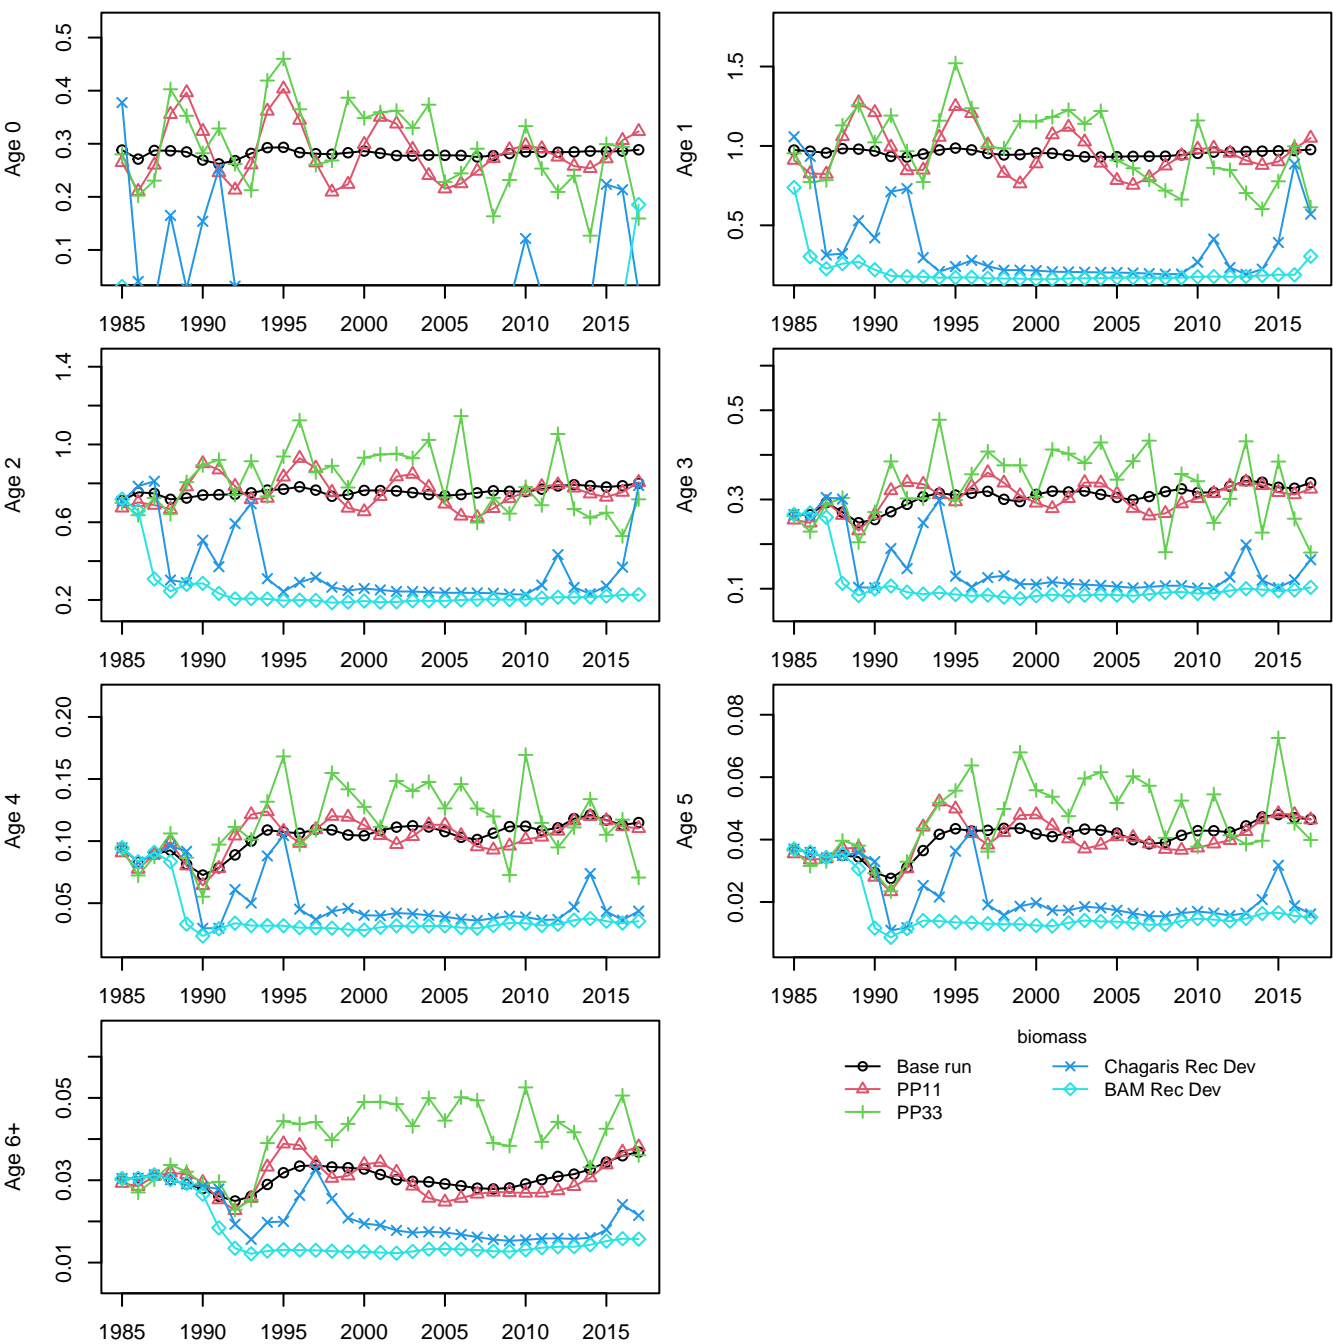 Age 0
0.1 0.2 0.3 0.4 0.5
1985 1990 1995 2000 2005 2010 2015
Age 1
0.5 1.0 1.5
1985 1990 1995 2000 2005 2010 2015
Age 2
0.2 0.6 1.0 1.4
1985 1990 1995 2000 2005 2010 2015
Age 3
0.1 0.3 0.5
1985 1990 1995 2000 2005 2010 2015
Age 4
0.05 0.10 0.15 0.20
1985 1990 1995 2000 2005 2010 2015
Age 5
0.02 0.04 0.06 0.08
1985 1990 1995 2000 2005 2010 2015
Age 6+
0.01 0.03 0.05
1985 1990 1995 2000 2005 2010 2015
biomass
Base run
PP11
PP33
Chagaris Rec Dev
BAM Rec Dev